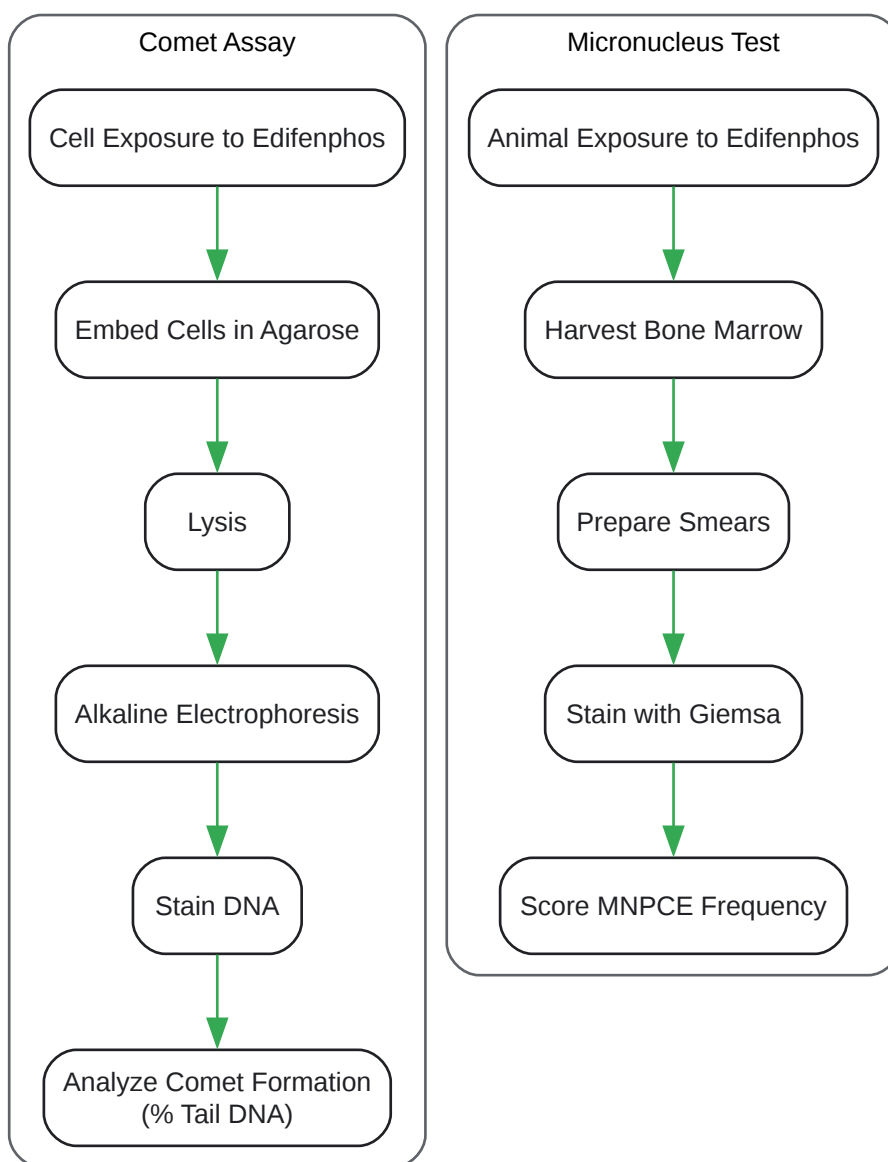 Comet Assay
Cell Exposure to Edifenphos
Embed Cells in Agarose
Lysis
Alkaline Electrophoresis
Stain DNA
Analyze Comet Formation
(% Tail DNA)
Micronucleus Test
Animal Exposure to Edifenphos
Harvest Bone Marrow
Prepare Smears
Stain with Giemsa
Score MNPCE Frequency